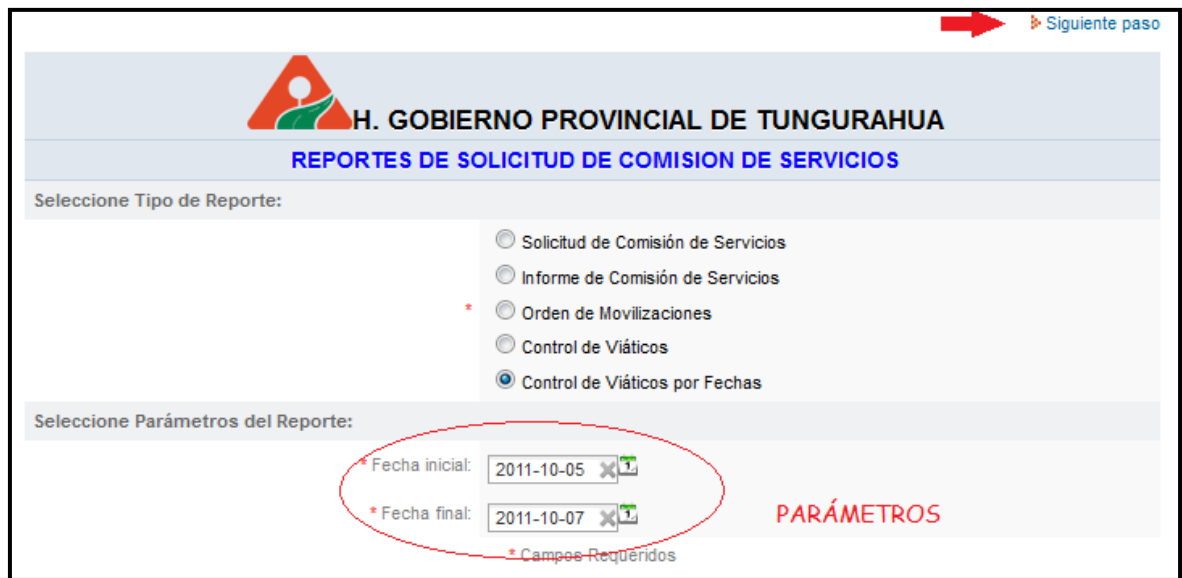 Siguiente paso
H. GOBIERNO PROVINCIAL DE TUNGURAHUA
REPORTES DE SOLICITUD DE COMISION DE SERVICIOS
Seleccione Tipo de Reporte:
Solicitud de Comisión de Servicios
Informe de Comisión de Servicios
* Orden de Movilizaciones
Control de Viáticos
Control de Viáticos por Fechas
Seleccione Parámetros del Reporte:
* Fecha inicial: 2011-10-05 1
* Fecha final: 2011-10-07 1 PARÁMETROS
* Campos Requeridos